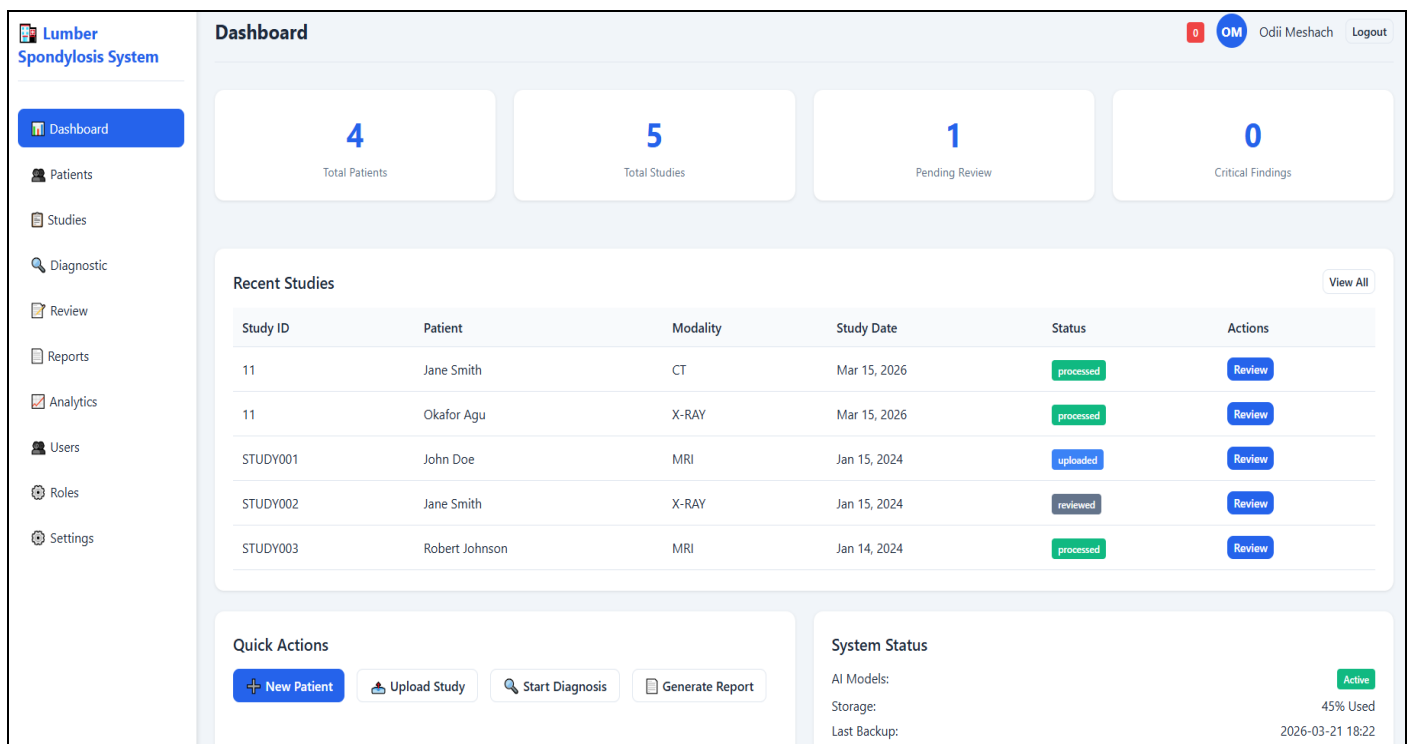 Lumber
Spondylosis System
Dashboard
Patients
Studies
Diagnostic
Review
Reports
Analytics
Users
Roles
Settings
Dashboard
0 OM Odii Meshach Logout
4 5 1 0
Total Patients Total Studies Pending Review Critical Findings
Recent Studies View All
Study ID Patient Modality Study Date Status Actions
11 Jane Smith CT Mar 15, 2026 processed Review
11 Okafor Agu X-RAY Mar 15, 2026 processed Review
STUDY001 John Doe MRI Jan 15, 2024 uploaded Review
STUDY002 Jane Smith X-RAY Jan 15, 2024 reviewed Review
STUDY003 Robert Johnson MRI Jan 14, 2024 processed Review
Quick Actions
New Patient Upload Study Start Diagnosis Generate Report
System Status
AI Models: Active
Storage: 45% Used
Last Backup: 2026-03-21 18:22